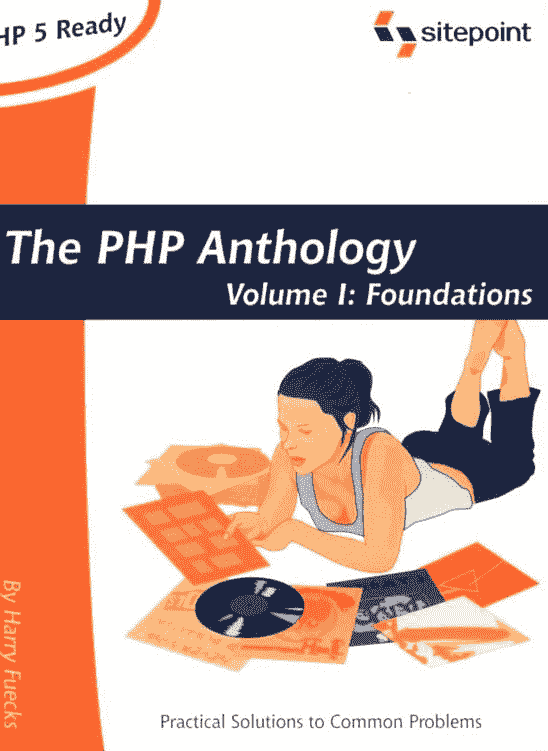 HP 5 Ready
sitepoint
The PHP Anthology
Volume I: Foundations
By Harry Fuecks
Practical Solutions to Common Problems